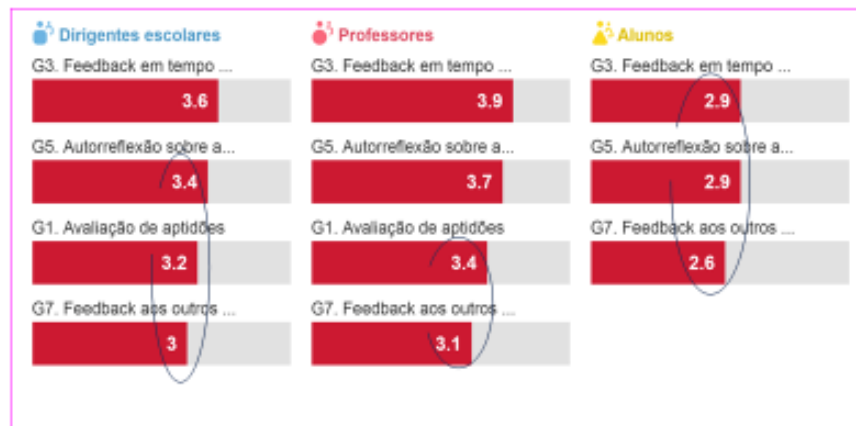 Dirigentes escolares
G3. Feedback em tempo ...
3.6
G5. Autorreflexão sobre a...
3.4
G1. Avaliação de aptidões
3.2
G7. Feedback aos outros ...
3
Professores
G3. Feedback em tempo ...
3.9
G5. Autorreflexão sobre a...
3.7
G1. Avaliação de aptidões
3.4
G7. Feedback aos outros ...
3.1
Alunos
G3. Feedback em tempo ...
2.9
G5. Autorreflexão sobre a...
2.9
G7. Feedback aos outros ...
2.6